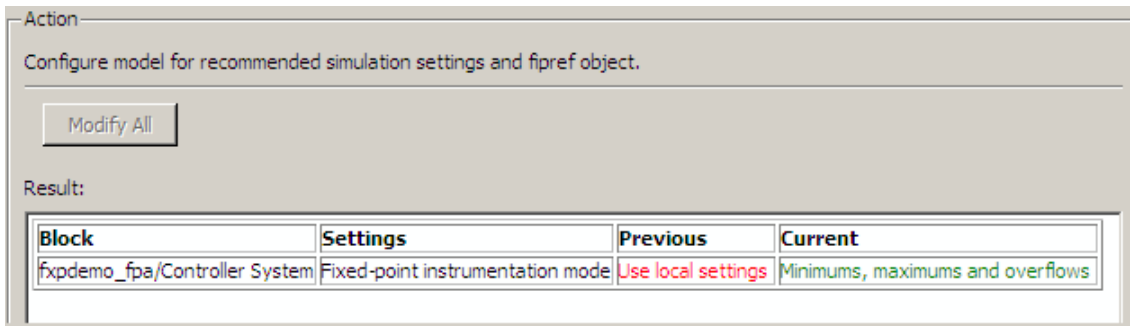 Action
Configure model for recommended simulation settings and fipref object.
Modify All
Result:
Block Settings Previous Current
fxpdemo_fpa/Controller System Fixed-point instrumentation mode Use local settings Minimums, maximums and overflows